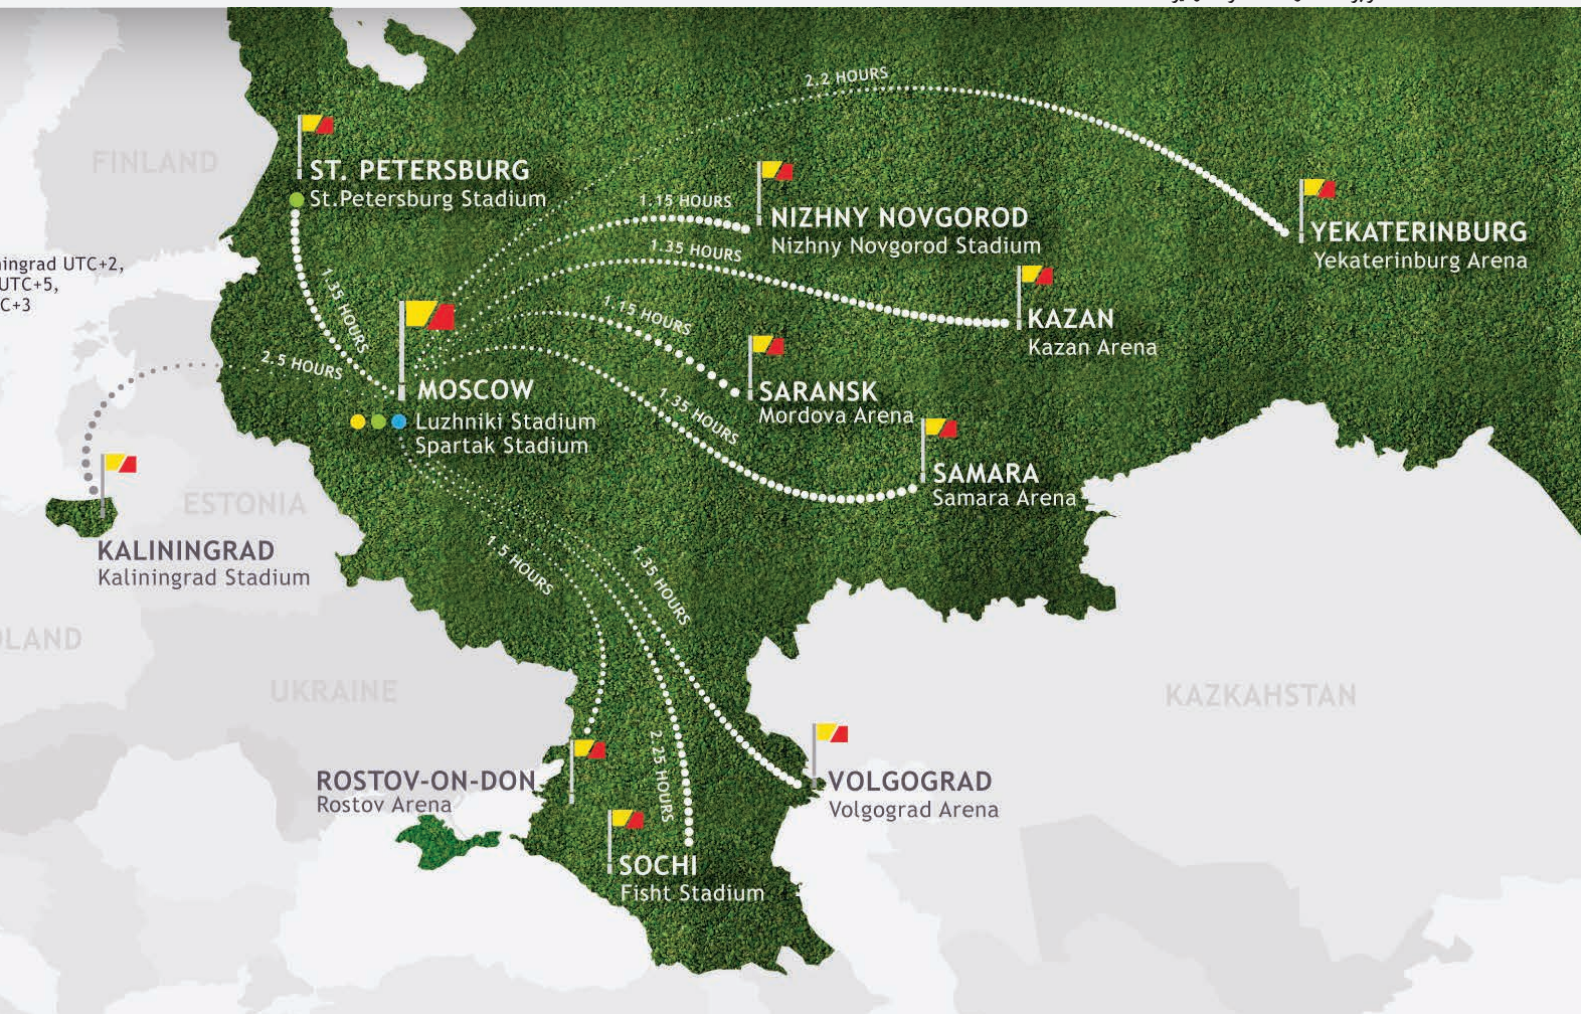 2.2 HOURS
ST. PETERSBURG
St.Petersburg Stadium
FINLAND
1.15 HOURS
NIZHNY NOVGOROD
Nizhny Novgorod Stadium
YEKATERINBURG
Yekaterinburg Arena
1.35 HOURS
UTC+2,
UTC+5,
1.35 HOURS
KAZAN
Kazan Arena
1.15 HOURS
2.5 HOURS
MOSCOW
Luzhniki Stadium
Spartak Stadium
SARANSK
Mordova Arena
1.35 HOURS
SAMARA
Samara Arena
ESTONIA
KALININGRAD
Kaliningrad Stadium
1.5 HOURS
1.35 HOURS
UKRAINE
KAZKAHSTAN
ROSTOV-ON-DON
Rostov Arena
2.25 HOURS
VOLGOGRAD
Volgograd Arena
SOCHI
Fisht Stadium